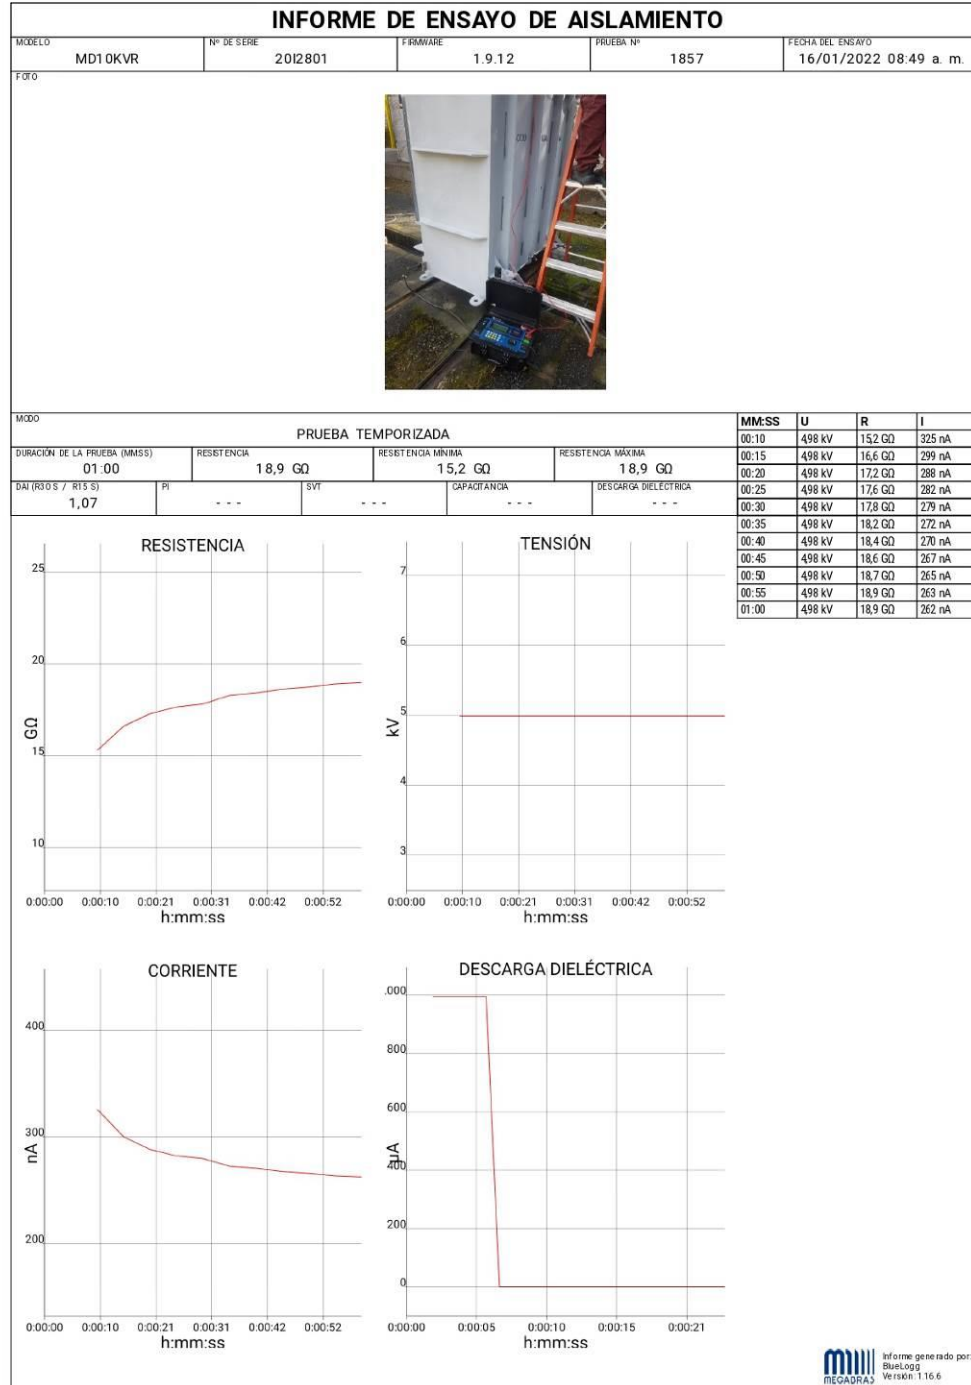 INFORME DE ENSAYO DE AISLAMIENTO
MODELO
MD10KVR
Nº DE SERIE
20I2801
FIRMWARE
1.9.12
PRUEBA Nº
1857
FECHA DEL ENSAYO
16/01/2022 08:49 a. m.
FOTO
MODO
PRUEBA TEMPORIZADA
DURACIÓN DE LA PRUEBA (MMSS)
01:00
RESISTENCIA
18,9 GΩ
RESISTENCIA MÍNIMA
15,2 GΩ
RESISTENCIA MÁXIMA
18,9 GΩ
DAI (R30 S / R15 S)
1,07
PI
- - -
SVT
- - -
CAPACITANCIA
- - -
DESCARGA DIELÉCTRICA
- - -
MM:SS U R I
00:10 4,98 kV 15,2 GΩ 325 nA
00:15 4,98 kV 16,6 GΩ 299 nA
00:20 4,98 kV 17,2 GΩ 288 nA
00:25 4,98 kV 17,6 GΩ 282 nA
00:30 4,98 kV 17,8 GΩ 279 nA
00:35 4,98 kV 18,2 GΩ 272 nA
00:40 4,98 kV 18,4 GΩ 270 nA
00:45 4,98 kV 18,6 GΩ 267 nA
00:50 4,98 kV 18,7 GΩ 265 nA
00:55 4,98 kV 18,9 GΩ 263 nA
01:00 4,98 kV 18,9 GΩ 262 nA
RESISTENCIA
25
20
GΩ
15
10
0:00:00 0:00:10 0:00:21 0:00:31 0:00:42 0:00:52
h:mm:ss
TENSIÓN
7
6
5
kV
4
3
0:00:00 0:00:10 0:00:21 0:00:31 0:00:42 0:00:52
h:mm:ss
CORRIENTE
400
300
nA
200
0:00:00 0:00:10 0:00:21 0:00:31 0:00:42 0:00:52
h:mm:ss
DESCARGA DIELÉCTRICA
.000
800
600
µA
400
200
0
0:00:00 0:00:05 0:00:10 0:00:15 0:00:21
h:mm:ss
MEGABRAS
Informe generado por:
BlueLogg
Versión: 1.16.6